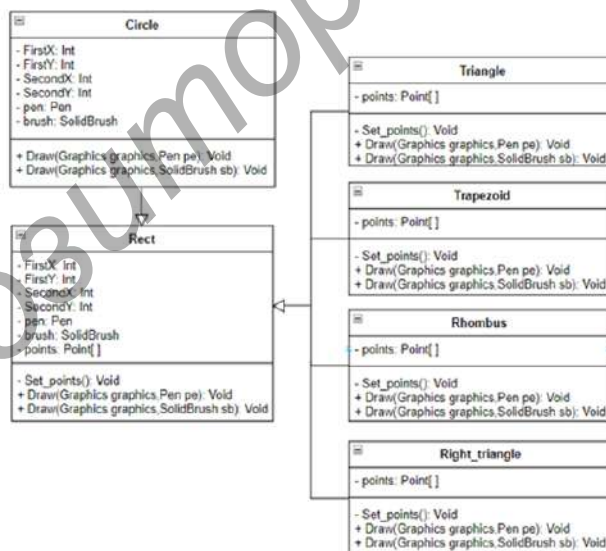 Circle
- FirstX: Int
- FirstY: Int
- SecondX: Int
- SecondY: Int
- pen: Pen
- brush: SolidBrush
+ Draw(Graphics graphics,Pen pe): Void
+ Draw(Graphics graphics,SolidBrush sb): Void
Rect
- FirstX: Int
- FirstY: Int
- SecondX: Int
- SecondY: Int
- pen: Pen
- brush: SolidBrush
- points: Point[ ]
- Set_points(): Void
+ Draw(Graphics graphics,Pen pe): Void
+ Draw(Graphics graphics,SolidBrush sb): Void
Triangle
- points: Point[ ]
- Set_points(): Void
+ Draw(Graphics graphics,Pen pe): Void
+ Draw(Graphics graphics,SolidBrush sb): Void
Trapezoid
- points: Point[ ]
- Set_points(): Void
+ Draw(Graphics graphics,Pen pe): Void
+ Draw(Graphics graphics,SolidBrush sb): Void
Rhombus
- points: Point[ ]
- Set_points(): Void
+ Draw(Graphics graphics,Pen pe): Void
+ Draw(Graphics graphics,SolidBrush sb): Void
Right_triangle
- points: Point[ ]
- Set_points(): Void
+ Draw(Graphics graphics,Pen pe): Void
+ Draw(Graphics graphics,SolidBrush sb): Void